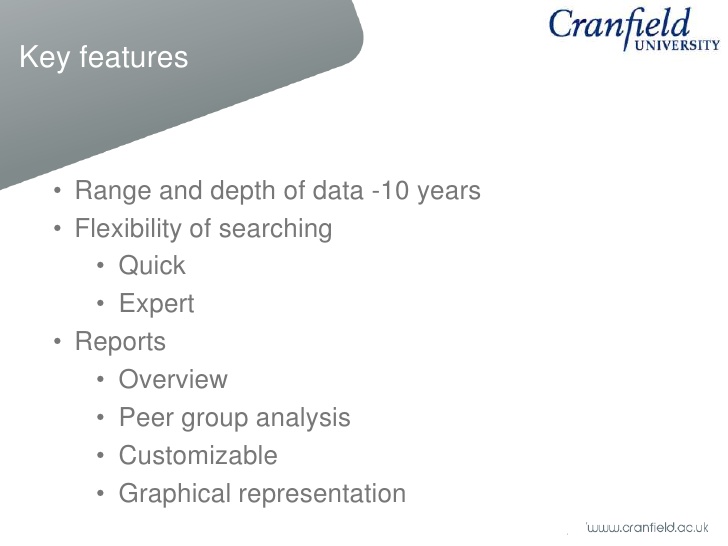 Cranfield
UNIVERSITY
Key features
• Range and depth of data -10 years
• Flexibility of searching
• Quick
• Expert
• Reports
• Overview
• Peer group analysis
• Customizable
• Graphical representation
www.cranfield.ac.uk